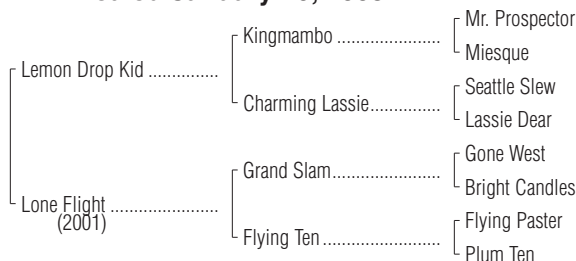 Kingmambo ................
Mr. Prospector
Miesque
Lemon Drop Kid ..............
Charming Lassie...............
Seattle Slew
Lassie Dear
Grand Slam.................
Gone West
Bright Candles
Lone Flight .....................
(2001)
Flying Ten ......................
Flying Paster
Plum Ten